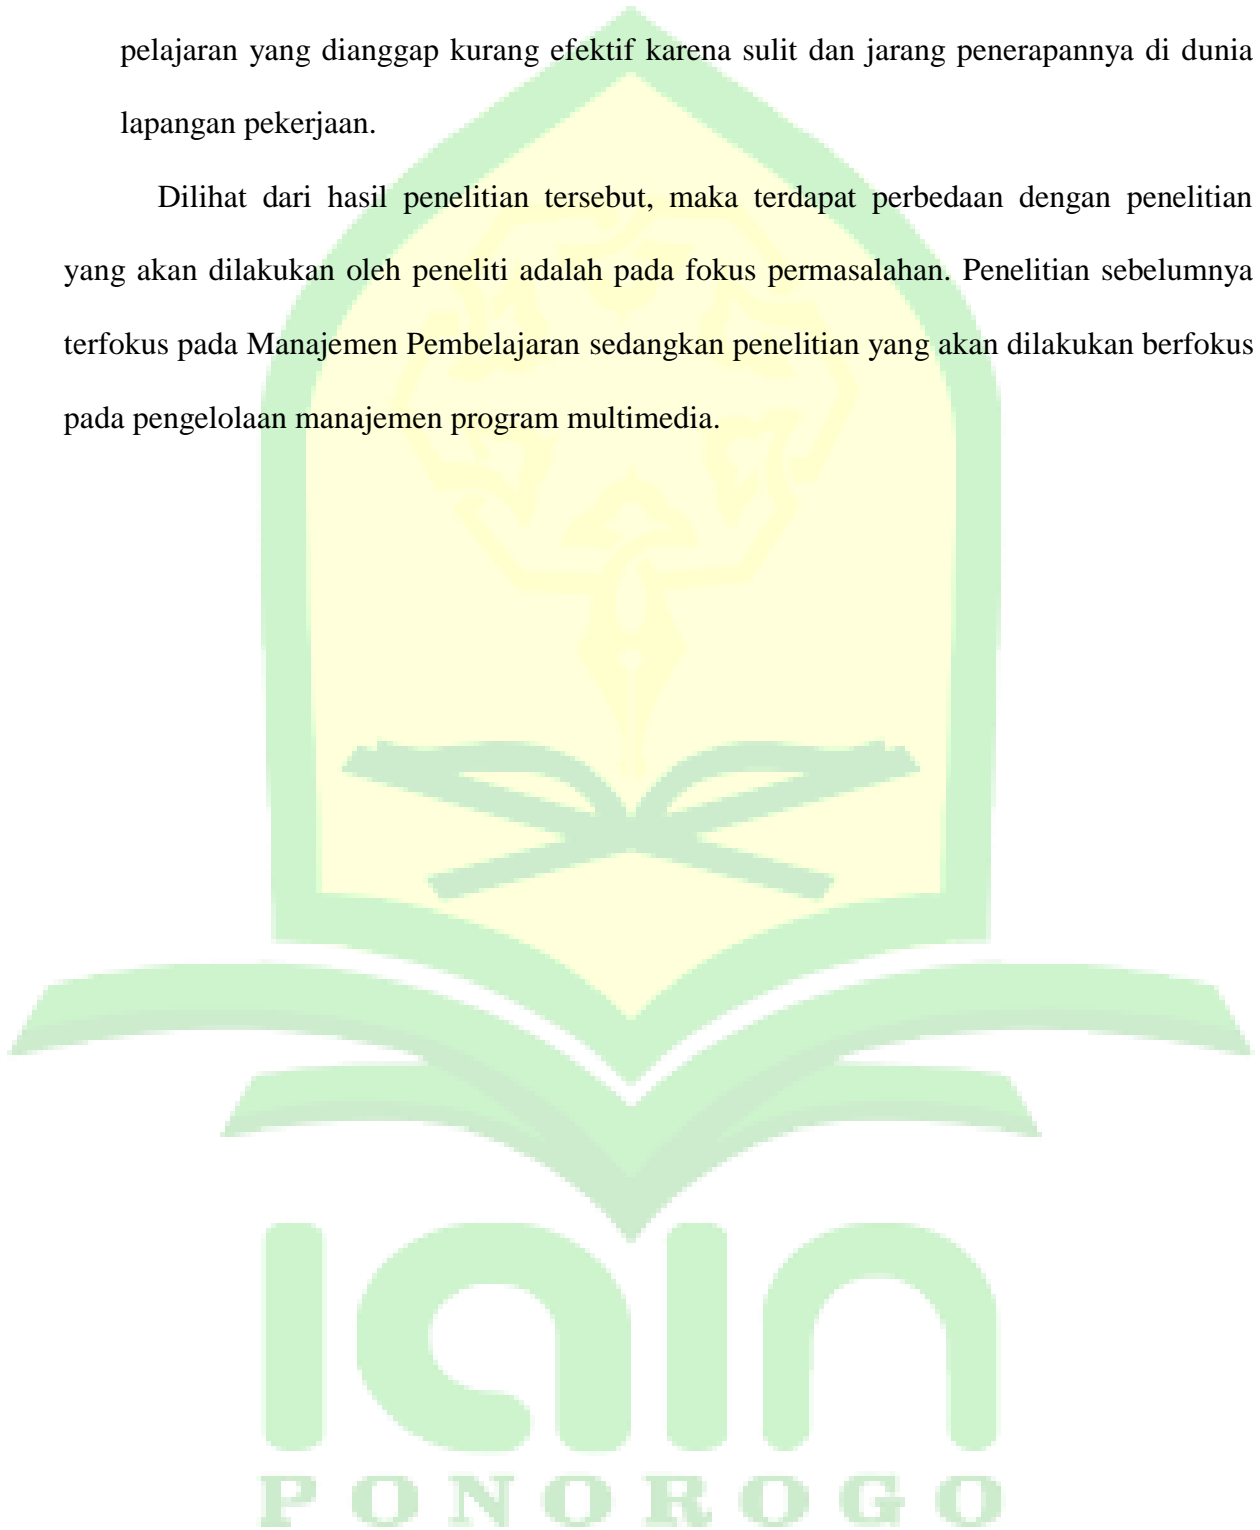 pelajaran yang dianggap kurang efektif karena sulit dan jarang penerapannya di dunia
lapangan pekerjaan.
Dilihat dari hasil penelitian tersebut, maka terdapat perbedaan dengan penelitian
yang akan dilakukan oleh peneliti adalah pada fokus permasalahan. Penelitian sebelumnya
terfokus pada Manajemen Pembelajaran sedangkan penelitian yang akan dilakukan berfokus
pada pengelolaan manajemen program multimedia.
iain
PONOROGO